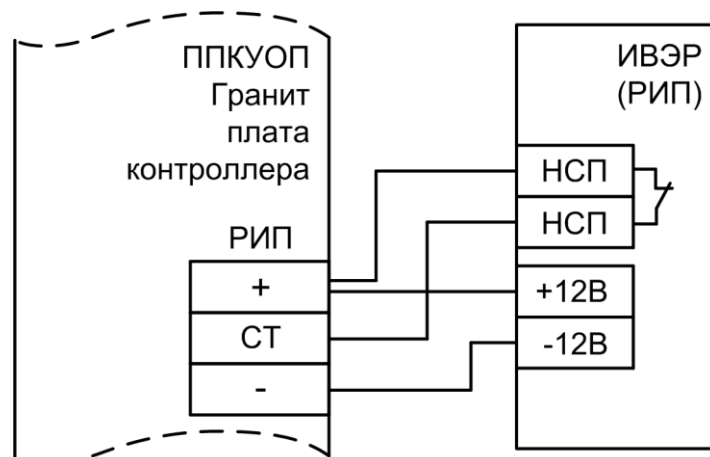 ППКУОП
Гранит
плата
контроллера
РИП
+
СТ
-
ИВЭР
(РИП)
НСП
НСП
+12В
-12В